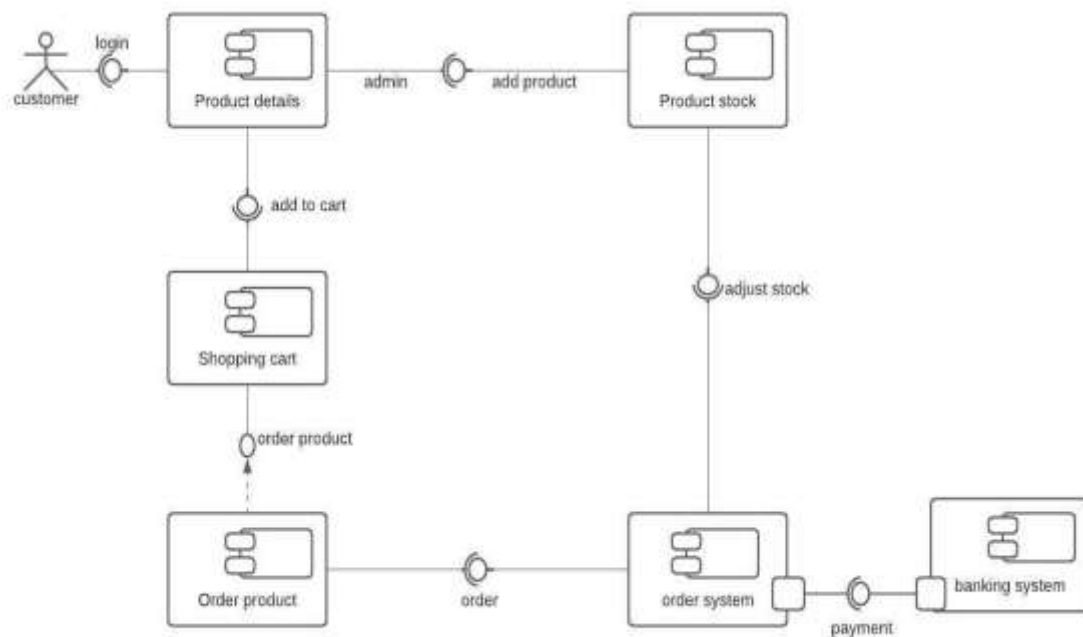 login
customer
Product details
admin
add product
Product stock
add to cart
adjust stock
Shopping cart
order product
Order product
order
order system
payment
banking system